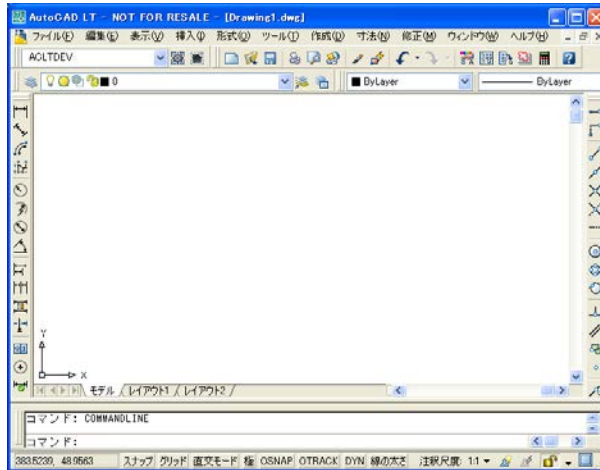 AutoCAD LT - NOT FOR RESALE - [Drawing1.dwg]
ファイル(F) 編集(E) 表示(V) 挿入(I) 形式(O) ツール(T) 作成(D) 寸法(N) 修正(M) ウィンドウ(W) ヘルプ(H)
ACLTDEV
0 ByLayer ByLayer
Y
X
モデル / レイアウト1 / レイアウト2 /
コマンド: COMMANDLINE
コマンド:
383.5239, 48.9563 スナップ グリッド 直交モード 極 OSNAP OTRACK DYN 線の太さ 注釈尺度: 1:1